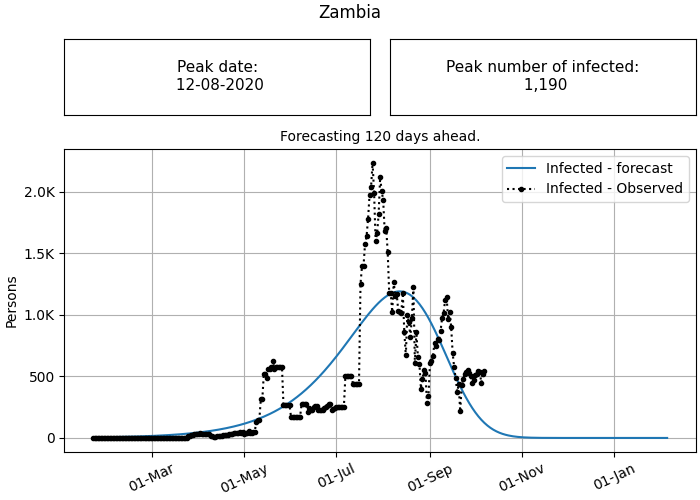 Zambia
Peak date:
12-08-2020
Peak number of infected:
1,190
Forecasting 120 days ahead.
Infected - forecast
Infected - Observed
Persons
2.0K
1.5K
1.0K
500
0
01-Mar
01-May
01-Jul
01-Sep
01-Nov
01-Jan